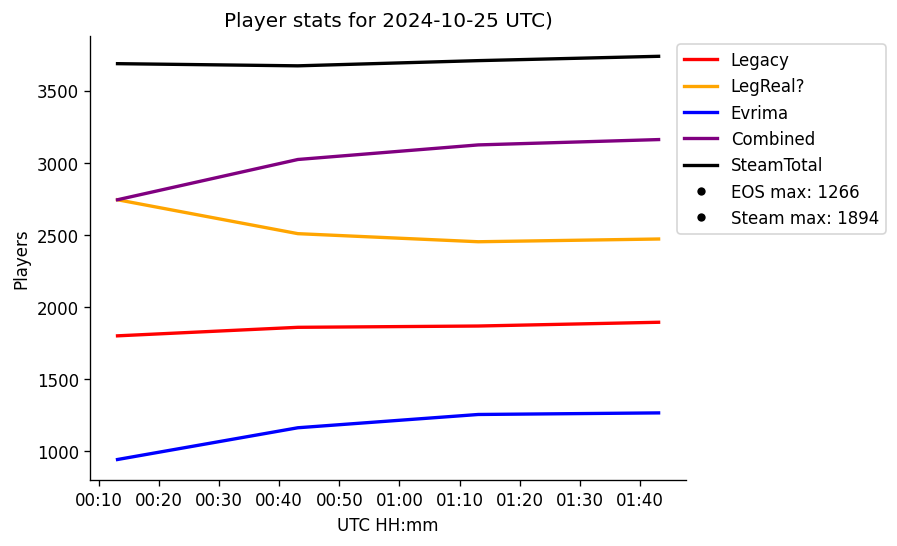 Player stats for 2024-10-25 UTC)
Legacy
LegReal?
Evrima
Combined
SteamTotal
EOS max: 1266
Steam max: 1894
Players
3500
3000
2500
2000
1500
1000
00:10 00:20 00:30 00:40 00:50 01:00 01:10 01:20 01:30 01:40
UTC HH:mm